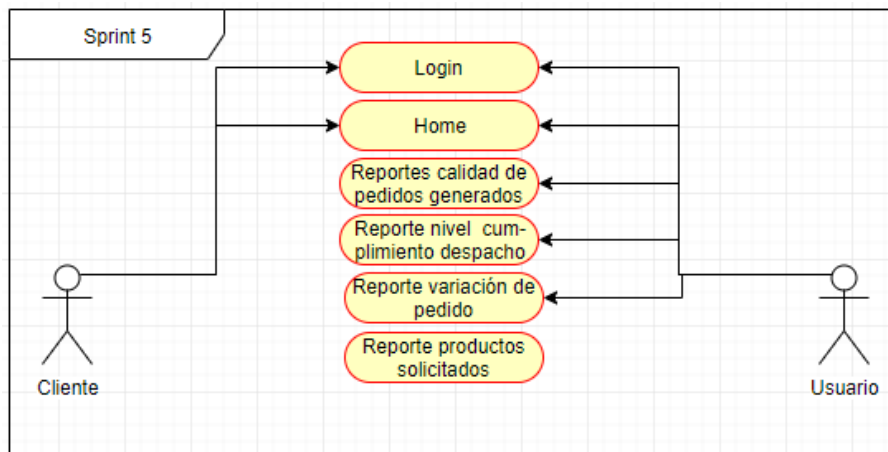 Sprint 5
Login
Home
Reportes calidad de
pedidos generados
Reporte nivel cum-
plimiento despacho
Reporte variación de
pedido
Reporte productos
solicitados
Cliente
Usuario